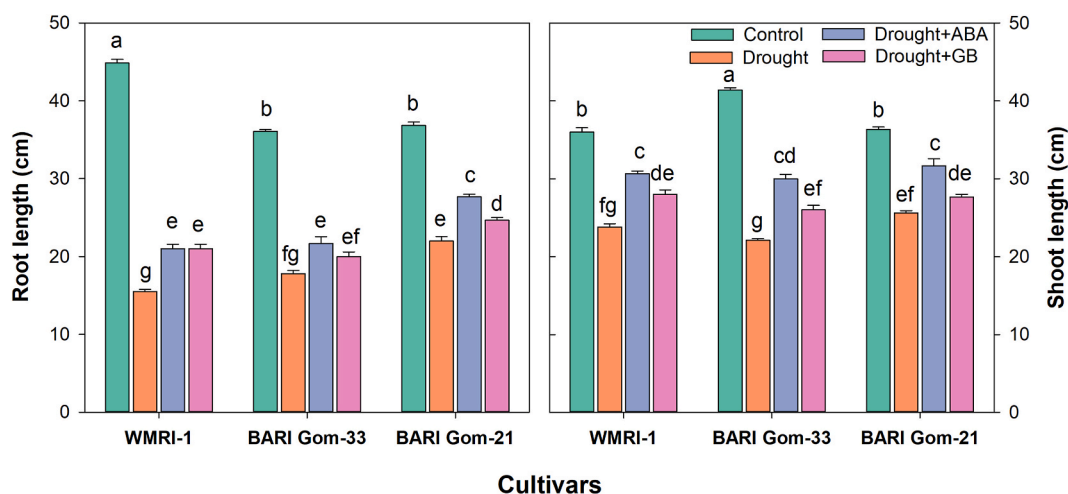 Root length (cm)
50
40
30
20
10
0
a
g
e
e
b
fg
e
ef
b
e
c
d
WMRI-1
BARI Gom-33
BARI Gom-21
Control
Drought
Drought+ABA
Drought+GB
b
fg
c
de
a
g
cd
ef
b
ef
c
de
WMRI-1
BARI Gom-33
BARI Gom-21
50
40
30
20
10
0
Shoot length (cm)
Cultivars